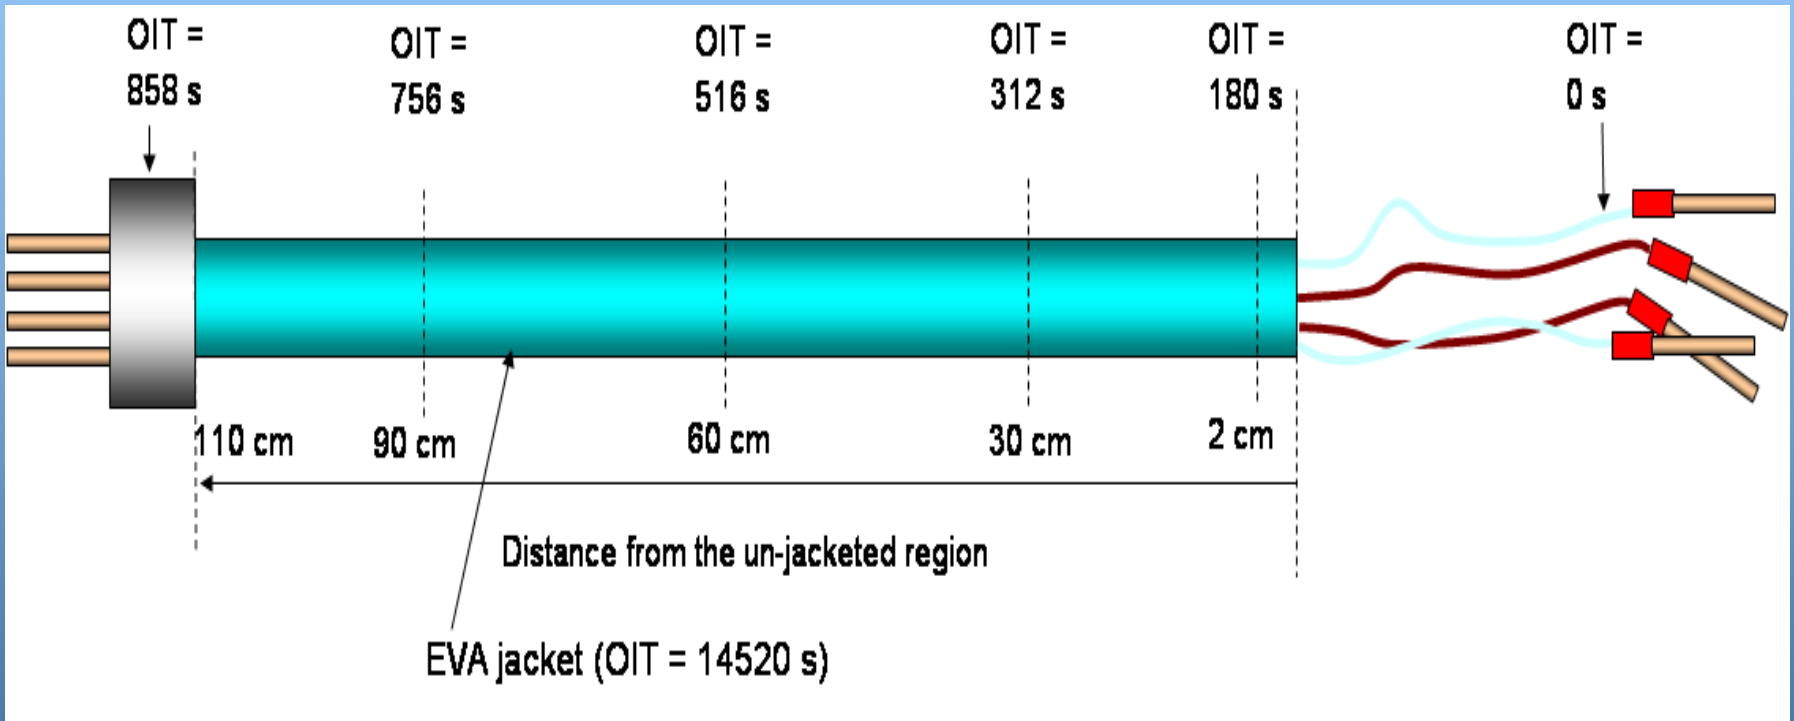 OIT =
858 s
OIT =
756 s
OIT =
516 s
OIT =
312 s
OIT =
180 s
OIT =
0 s
110 cm
90 cm
60 cm
30 cm
2 cm
Distance from the un-jacketed region
EVA jacket (OIT = 14520 s)